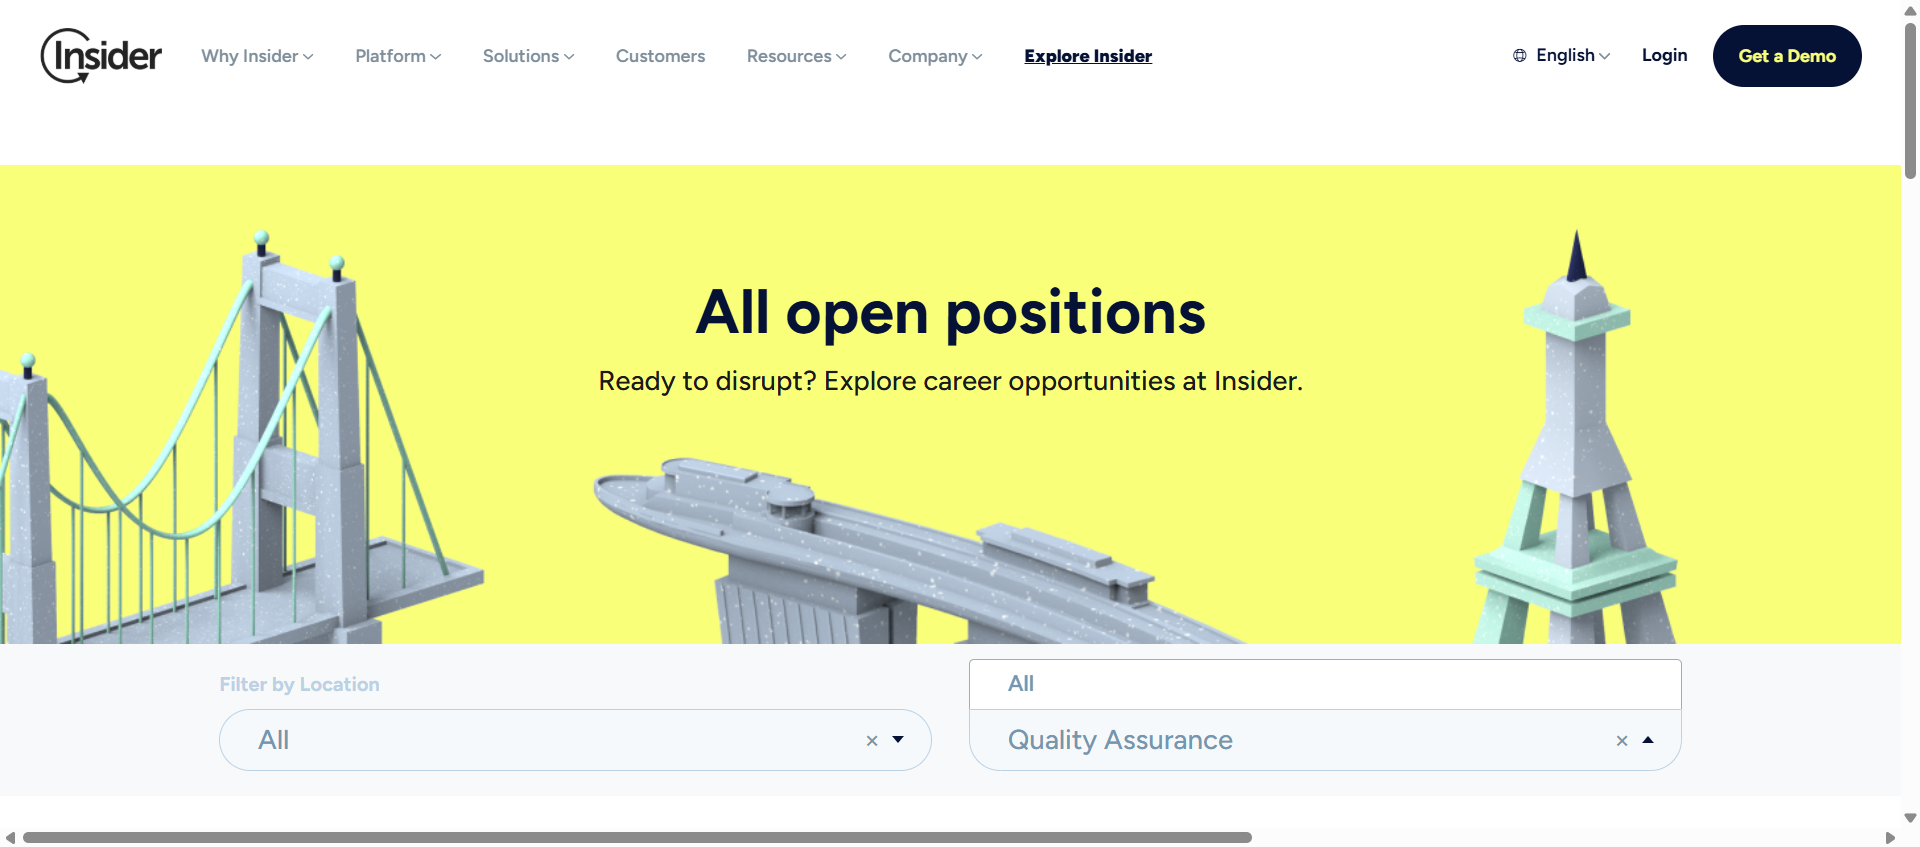 Insider
Why Insider
Platform
Solutions
Customers
Resources
Company
Explore Insider
English
Login
Get a Demo
All open positions
Ready to disrupt? Explore career opportunities at Insider.
Filter by Location
All
All
Quality Assurance